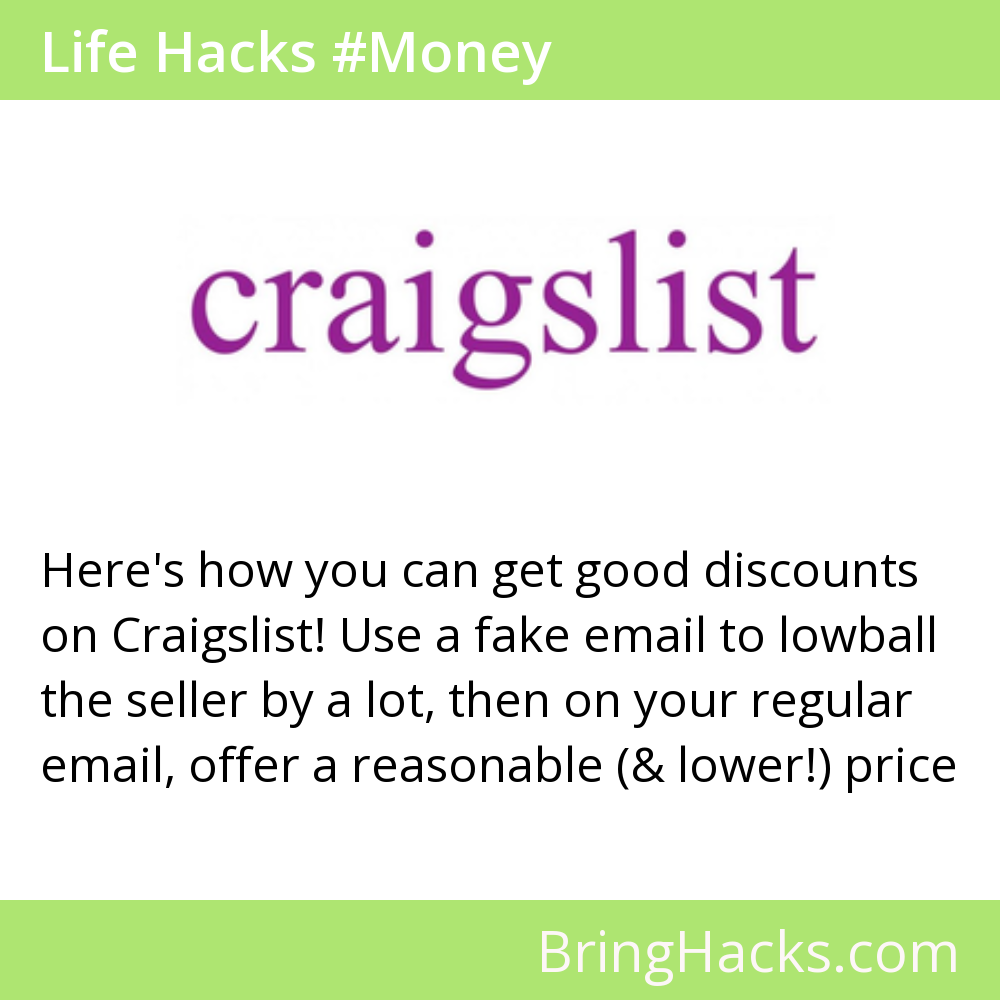 Life Hacks #Money
craigslist
Here's how you can get good discounts
on Craigslist! Use a fake email to lowball
the seller by a lot, then on your regular
email, offer a reasonable (& lower!) price
BringHacks.com